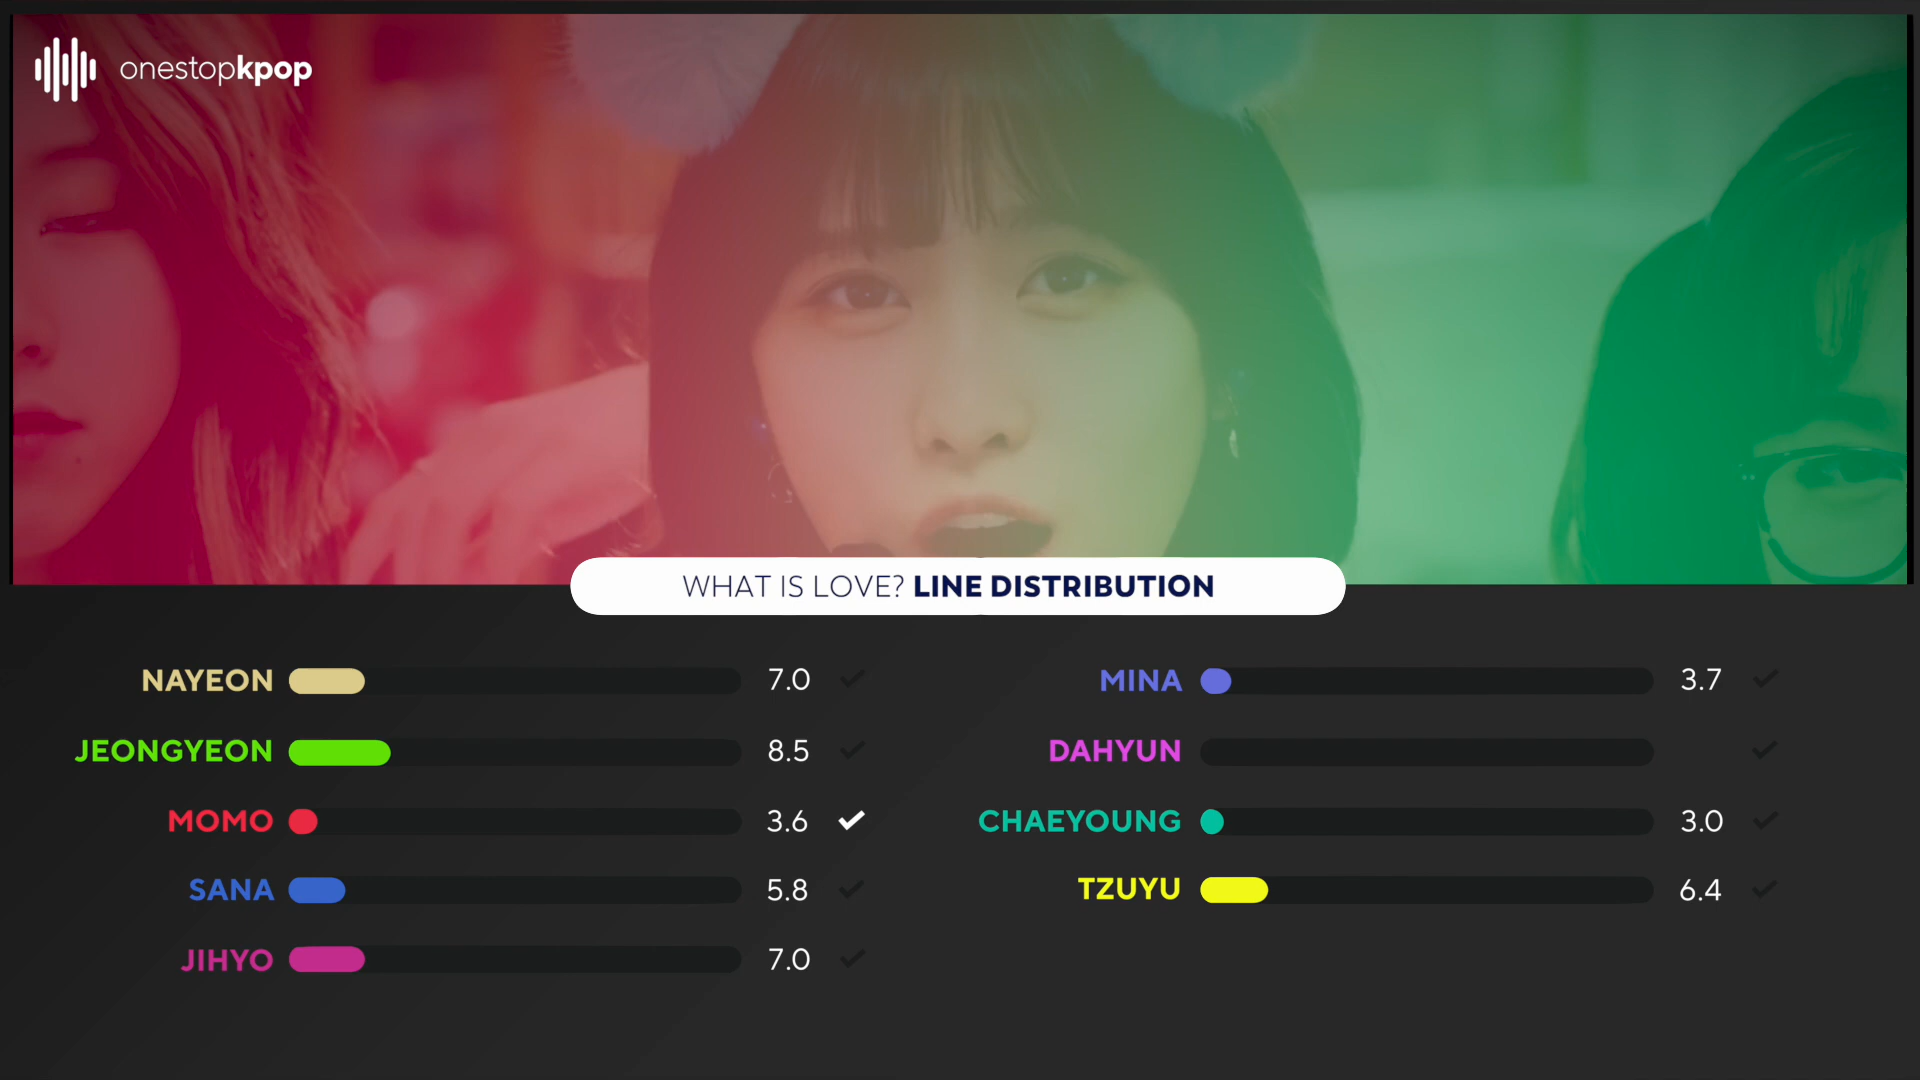 onestopkpop
WHAT IS LOVE? LINE DISTRIBUTION
NAYEON 7.0
JEONGYEON 8.5
MOMO 3.6
SANA 5.8
JIHYO 7.0
MINA 3.7
DAHYUN
CHAEYOUNG 3.0
TZUYU 6.4